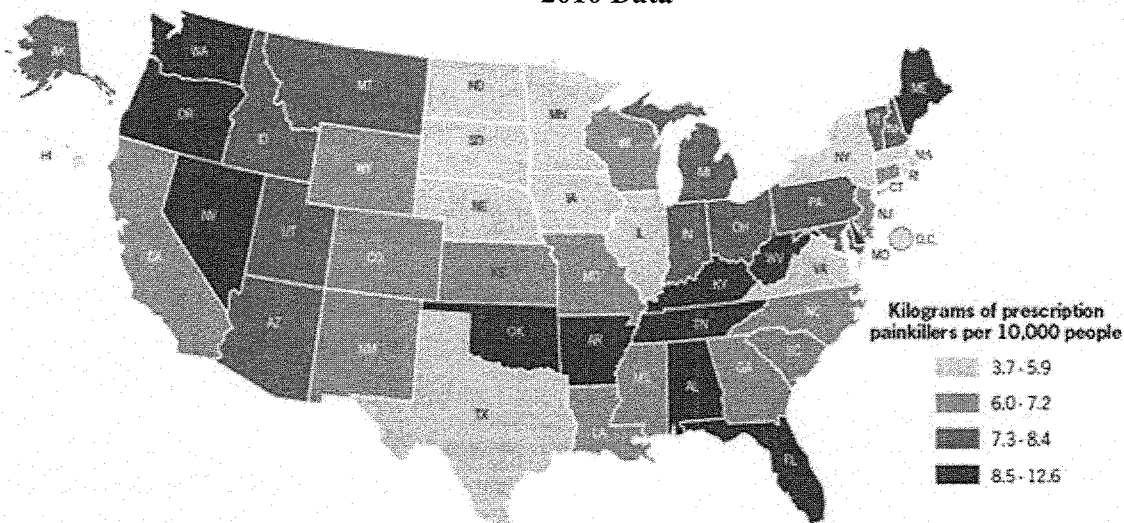 2010 Data
AK
WA
MT
ND
MN
ME
OR
ID
SD
WI
VT
NH
HI
WY
MI
NY
MA
RI
CT
NV
UT
NE
IA
IL
IN
OH
PA
NJ
D.C.
MD
CA
CO
KS
MO
WV
VA
KY
AZ
NM
OK
AR
TN
NC
SC
TX
LA
MS
AL
GA
FL
Kilograms of prescription
painkillers per 10,000 people
3.7 - 5.9
6.0 - 7.2
7.3 - 8.4
8.5 - 12.6